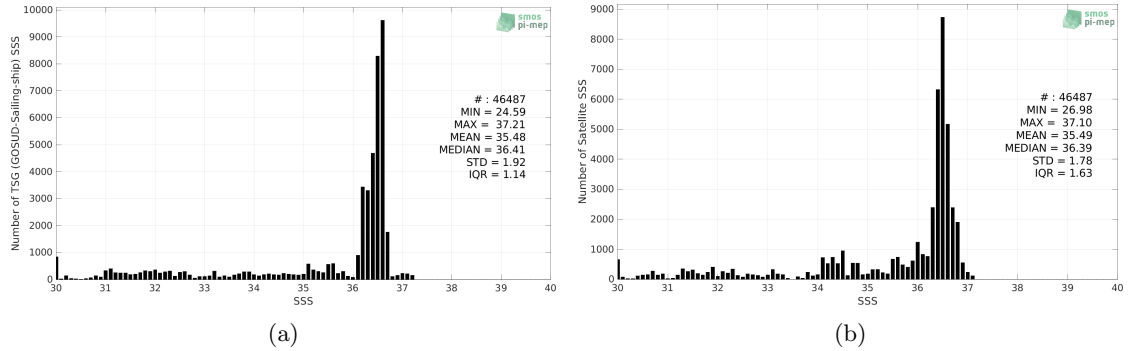 10000
9000
8000
7000
6000
5000
4000
3000
2000
1000
0
Number of TSG (GOSUD-Sailing-ship) SSS
smos
pi-mep
# : 46487
MIN = 24.59
MAX = 37.21
MEAN = 35.48
MEDIAN = 36.41
STD = 1.92
IQR = 1.14
30 31 32 33 34 35 36 37 38 39 40
SSS
(a)
9000
8000
7000
6000
5000
4000
3000
2000
1000
0
Number of Satellite SSS
smos
pi-mep
# : 46487
MIN = 26.98
MAX = 37.10
MEAN = 35.49
MEDIAN = 36.39
STD = 1.78
IQR = 1.63
30 31 32 33 34 35 36 37 38 39 40
SSS
(b)